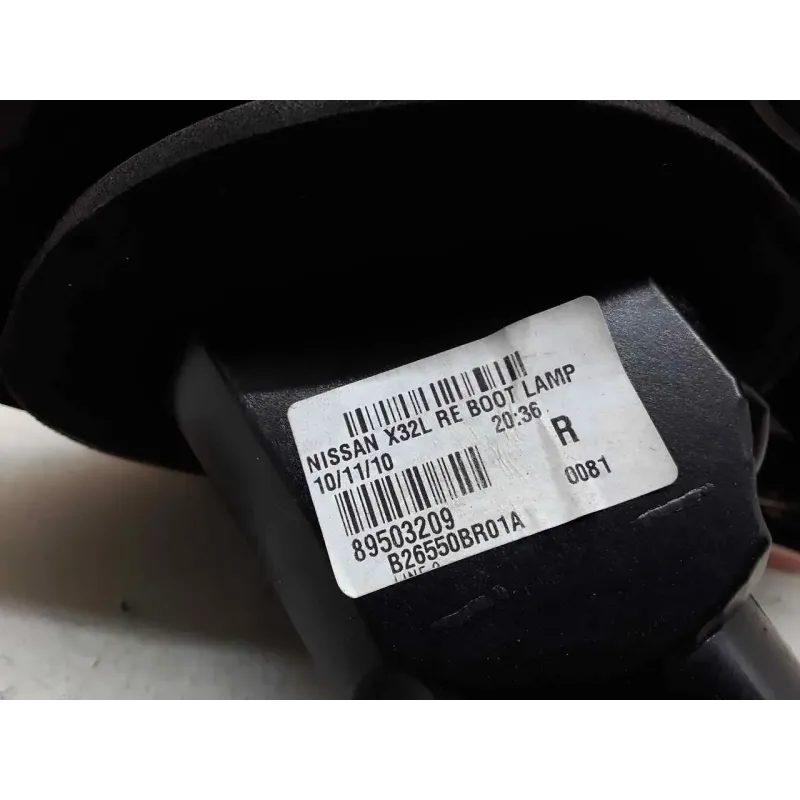 NISSAN X32L RE BOOT LAMP
10/11/10 20:36
R
89503209 0081
B26550BR01A